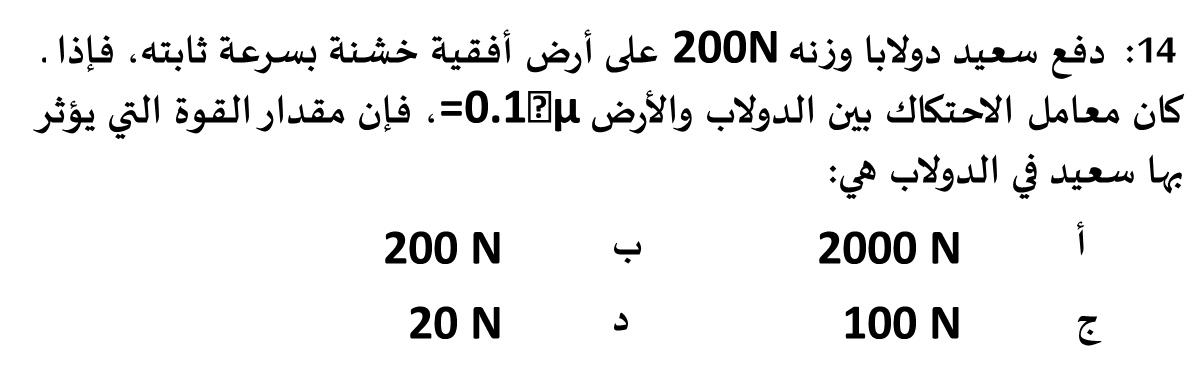 14: دفع سعيد دولابا وزنه 200N على أرض أفقية خشنة بسرعة ثابته، فإذا .
كان معامل الاحتكاك بين الدولاب والأرض μ⍰0.1=، فإن مقدار القوة التي يؤثر
بها سعيد في الدولاب هي:
أ 2000 N ب 200 N
ج 100 N د 20 N